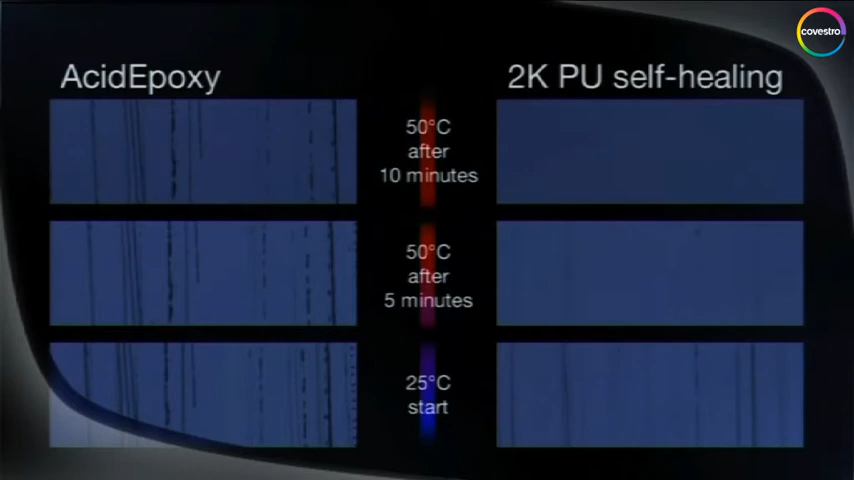 covestro
AcidEpoxy
2K PU self-healing
50°C
after
10 minutes
50°C
after
5 minutes
25°C
start